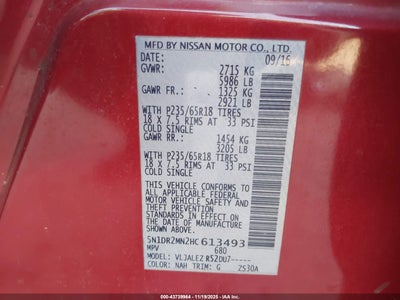 MFD BY NISSAN MOTOR CO., LTD.
DATE: 09/16
GVWR: 2715 KG
5986 LB
GAWR FR.: 1325 KG
2921 LB
WITH P235/65R18 TIRES
18 X 7.5 RIMS AT 33 PSI
COLD SINGLE
GAWR RR.: 1454 KG
3205 LB
WITH P235/65R18 TIRES
18 X 7.5 RIMS AT 33 PSI
COLD SINGLE
THIS VEHICLE CONFORMS TO
ALL APPLICABLE FEDERAL
MOTOR VEHICLE SAFETY
STANDARDS IN EFFECT ON
THE DATE OF MANUFACTURE
SHOWN ABOVE.
5N1DR2MN2HC613493
MPV 680
MODEL: VLJALEZ R52DU7-----
COLOR: NAH TRIM: G ZS30A
Stock #: 000-43739964 | 11/19/2025 | IAA Inc.